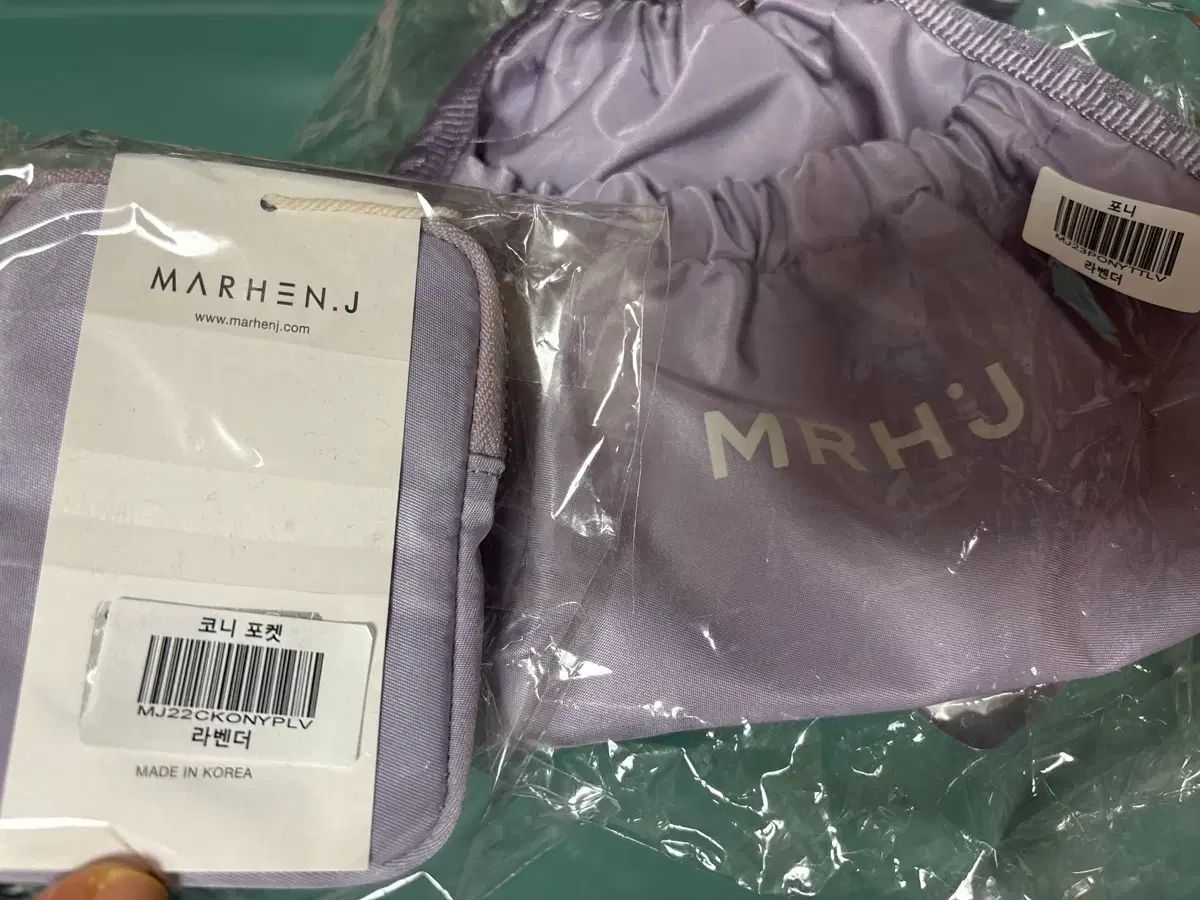 MARHEN.J
www.marhenj.com
코니 포켓
MJ22CKONYPLV
라벤더
MADE IN KOREA
포니
MJ23PONYTTLV
라벤더
MRH.J